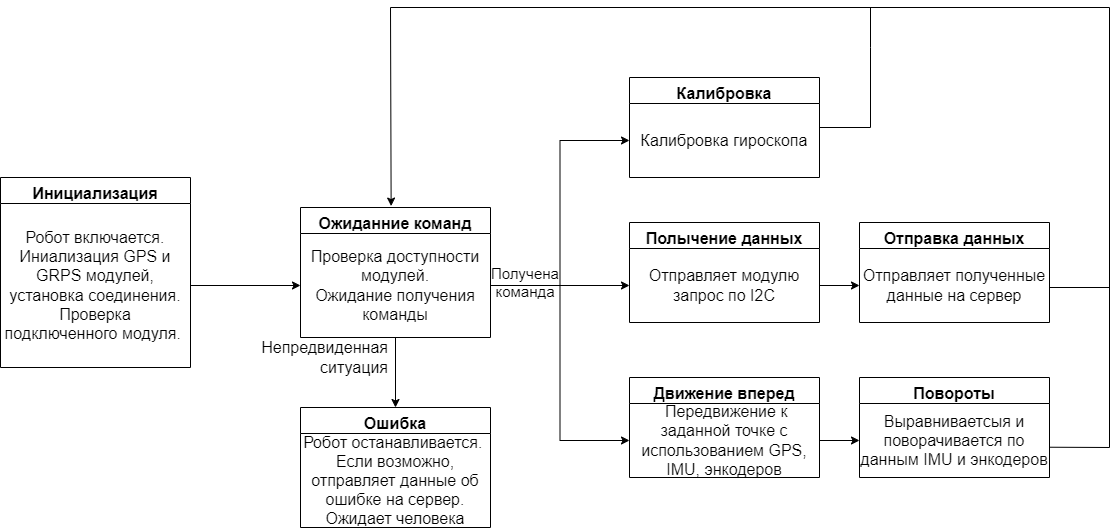 Инициализация
Робот включается.
Иниализация GPS и
GRPS модулей,
установка соединения.
Проверка
подключенного модуля.
Ожиданние команд
Проверка доступности
модулей.
Ожидание получения
команды
Непредвиденная
ситуация
Ошибка
Робот останавливается.
Если возможно,
отправляет данные об
ошибке на сервер.
Ожидает человека
Получена
команда
Калибровка
Калибровка гироскопа
Полычение данных
Отправляет модулю
запрос по I2C
Отправка данных
Отправляет полученные
данные на сервер
Движение вперед
Передвижение к
заданной точке с
использованием GPS,
IMU, энкодеров
Повороты
Выравниваетсыя и
поворачивается по
данным IMU и энкодеров